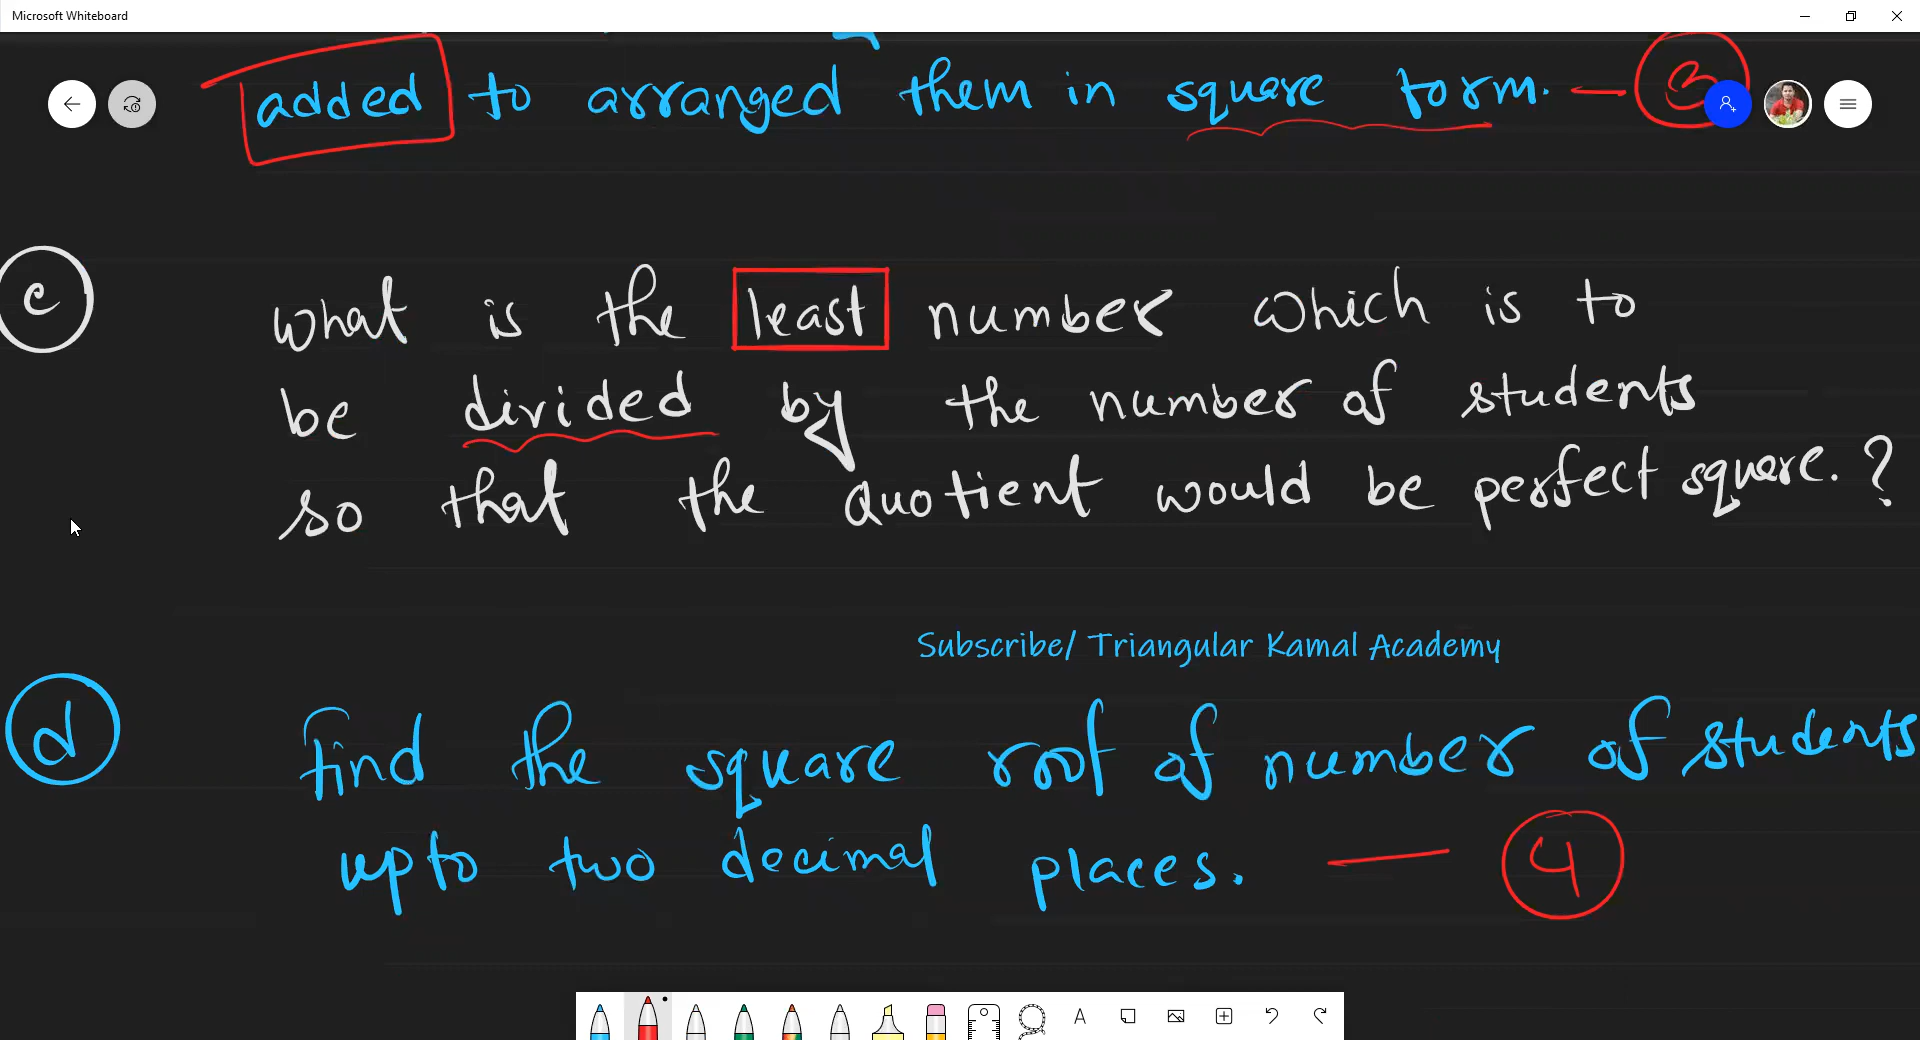 Microsoft Whiteboard
added to arranged them in square form. — 3
c
what is the least number which is to
be divided by the number of students
so that the quotient would be perfect square. ?
Subscribe/ Triangular Kamal Academy
d
find the square root of number of students
upto two decimal places. — 4
A